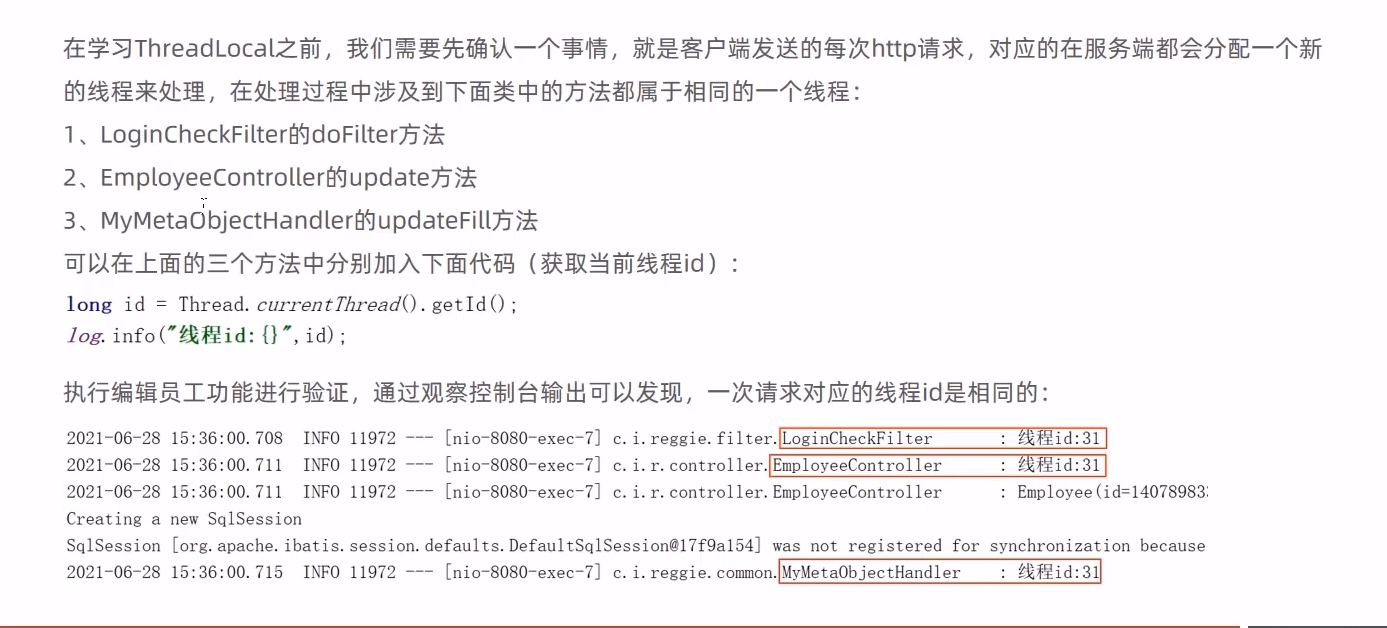 在学习ThreadLocal之前，我们需要先确认一个事情，就是客户端发送的每次http请求，对应的在服务端都会分配一个新
的线程来处理，在处理过程中涉及到下面类中的方法都属于相同的一个线程：
1、LoginCheckFilter的doFilter方法
2、EmployeeController的update方法
3、MyMetaObjectHandler的updateFill方法
可以在上面的三个方法中分别加入下面代码（获取当前线程id）：
long id = Thread.currentThread().getId();
log.info("线程id:{}",id);
执行编辑员工功能进行验证，通过观察控制台输出可以发现，一次请求对应的线程id是相同的：
2021-06-28 15:36:00.708  INFO 11972 --- [nio-8080-exec-7] c.i.reggie.filter.LoginCheckFilter       : 线程id:31
2021-06-28 15:36:00.711  INFO 11972 --- [nio-8080-exec-7] c.i.r.controller.EmployeeController      : 线程id:31
2021-06-28 15:36:00.711  INFO 11972 --- [nio-8080-exec-7] c.i.r.controller.EmployeeController      : Employee(id=14078983
Creating a new SqlSession
SqlSession [org.apache.ibatis.session.defaults.DefaultSqlSession@17f9a154] was not registered for synchronization because
2021-06-28 15:36:00.715  INFO 11972 --- [nio-8080-exec-7] c.i.reggie.common.MyMetaObjectHandler    : 线程id:31